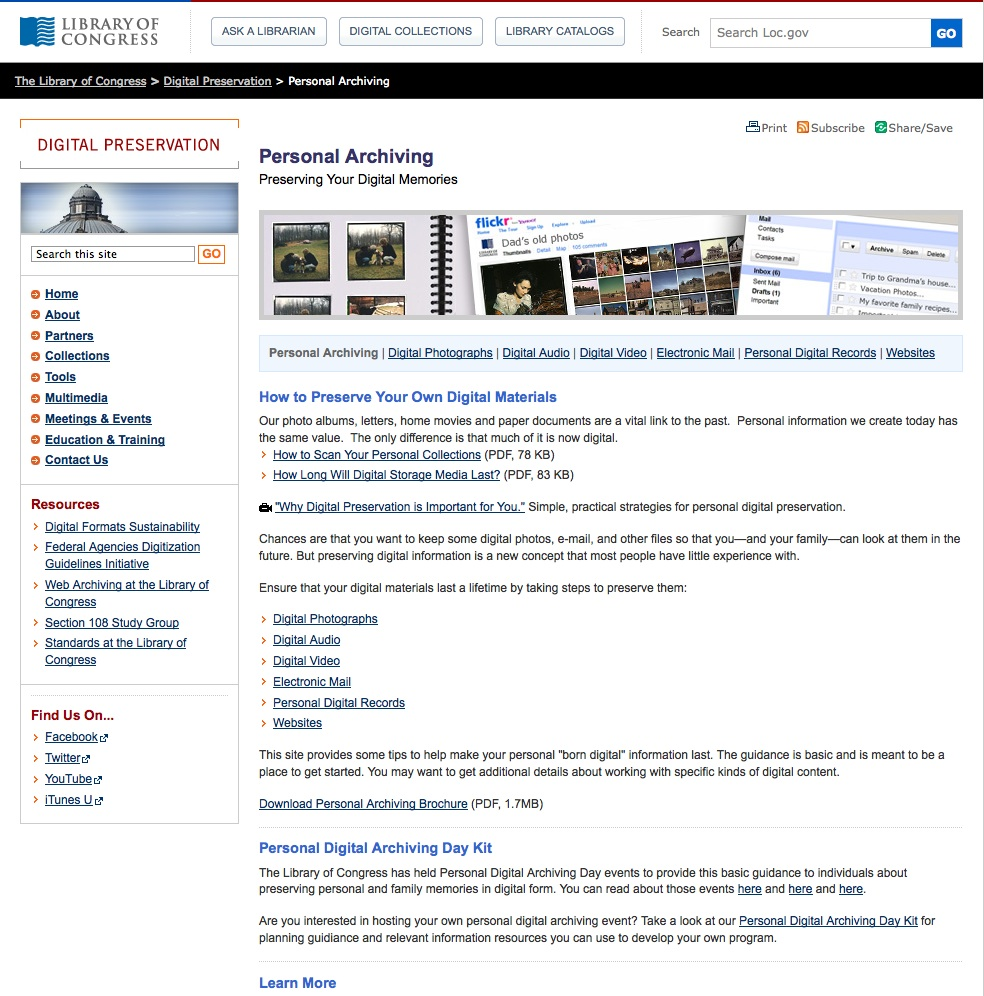 LIBRARY OF
CONGRESS
ASK A LIBRARIAN
DIGITAL COLLECTIONS
LIBRARY CATALOGS
Search
Search Loc.gov
GO
The Library of Congress > Digital Preservation > Personal Archiving
Print Subscribe Share/Save
DIGITAL PRESERVATION
Search this site
GO
Home
About
Partners
Collections
Tools
Multimedia
Meetings & Events
Education & Training
Contact Us
Resources
Digital Formats Sustainability
Federal Agencies Digitization
Guidelines Initiative
Web Archiving at the Library of
Congress
Section 108 Study Group
Standards at the Library of
Congress
Find Us On...
Facebook
Twitter
YouTube
iTunes U
Personal Archiving
Preserving Your Digital Memories
flickr
Home The Tour Sign Up Explore Upload
Dad's old photos
Thumbnails Detail Map 105 comments
Mail
Contacts
Tasks
Compose mail
Inbox (6)
Sent Mail
Drafts (1)
Important
Archive Spam Delete
Trip to Grandma's house...
Vacation Photos...
My favorite family recipes...
Personal Archiving | Digital Photographs | Digital Audio | Digital Video | Electronic Mail | Personal Digital Records | Websites
How to Preserve Your Own Digital Materials
Our photo albums, letters, home movies and paper documents are a vital link to the past. Personal information we create today has
the same value. The only difference is that much of it is now digital.
How to Scan Your Personal Collections (PDF, 78 KB)
How Long Will Digital Storage Media Last? (PDF, 83 KB)
"Why Digital Preservation is Important for You." Simple, practical strategies for personal digital preservation.
Chances are that you want to keep some digital photos, e-mail, and other files so that you—and your family—can look at them in the
future. But preserving digital information is a new concept that most people have little experience with.
Ensure that your digital materials last a lifetime by taking steps to preserve them:
Digital Photographs
Digital Audio
Digital Video
Electronic Mail
Personal Digital Records
Websites
This site provides some tips to help make your personal "born digital" information last. The guidance is basic and is meant to be a
place to get started. You may want to get additional details about working with specific kinds of digital content.
Download Personal Archiving Brochure (PDF, 1.7MB)
Personal Digital Archiving Day Kit
The Library of Congress has held Personal Digital Archiving Day events to provide this basic guidance to individuals about
preserving personal and family memories in digital form. You can read about those events here and here and here.
Are you interested in hosting your own personal digital archiving event? Take a look at our Personal Digital Archiving Day Kit for
planning guidiance and relevant information resources you can use to develop your own program.
Learn More